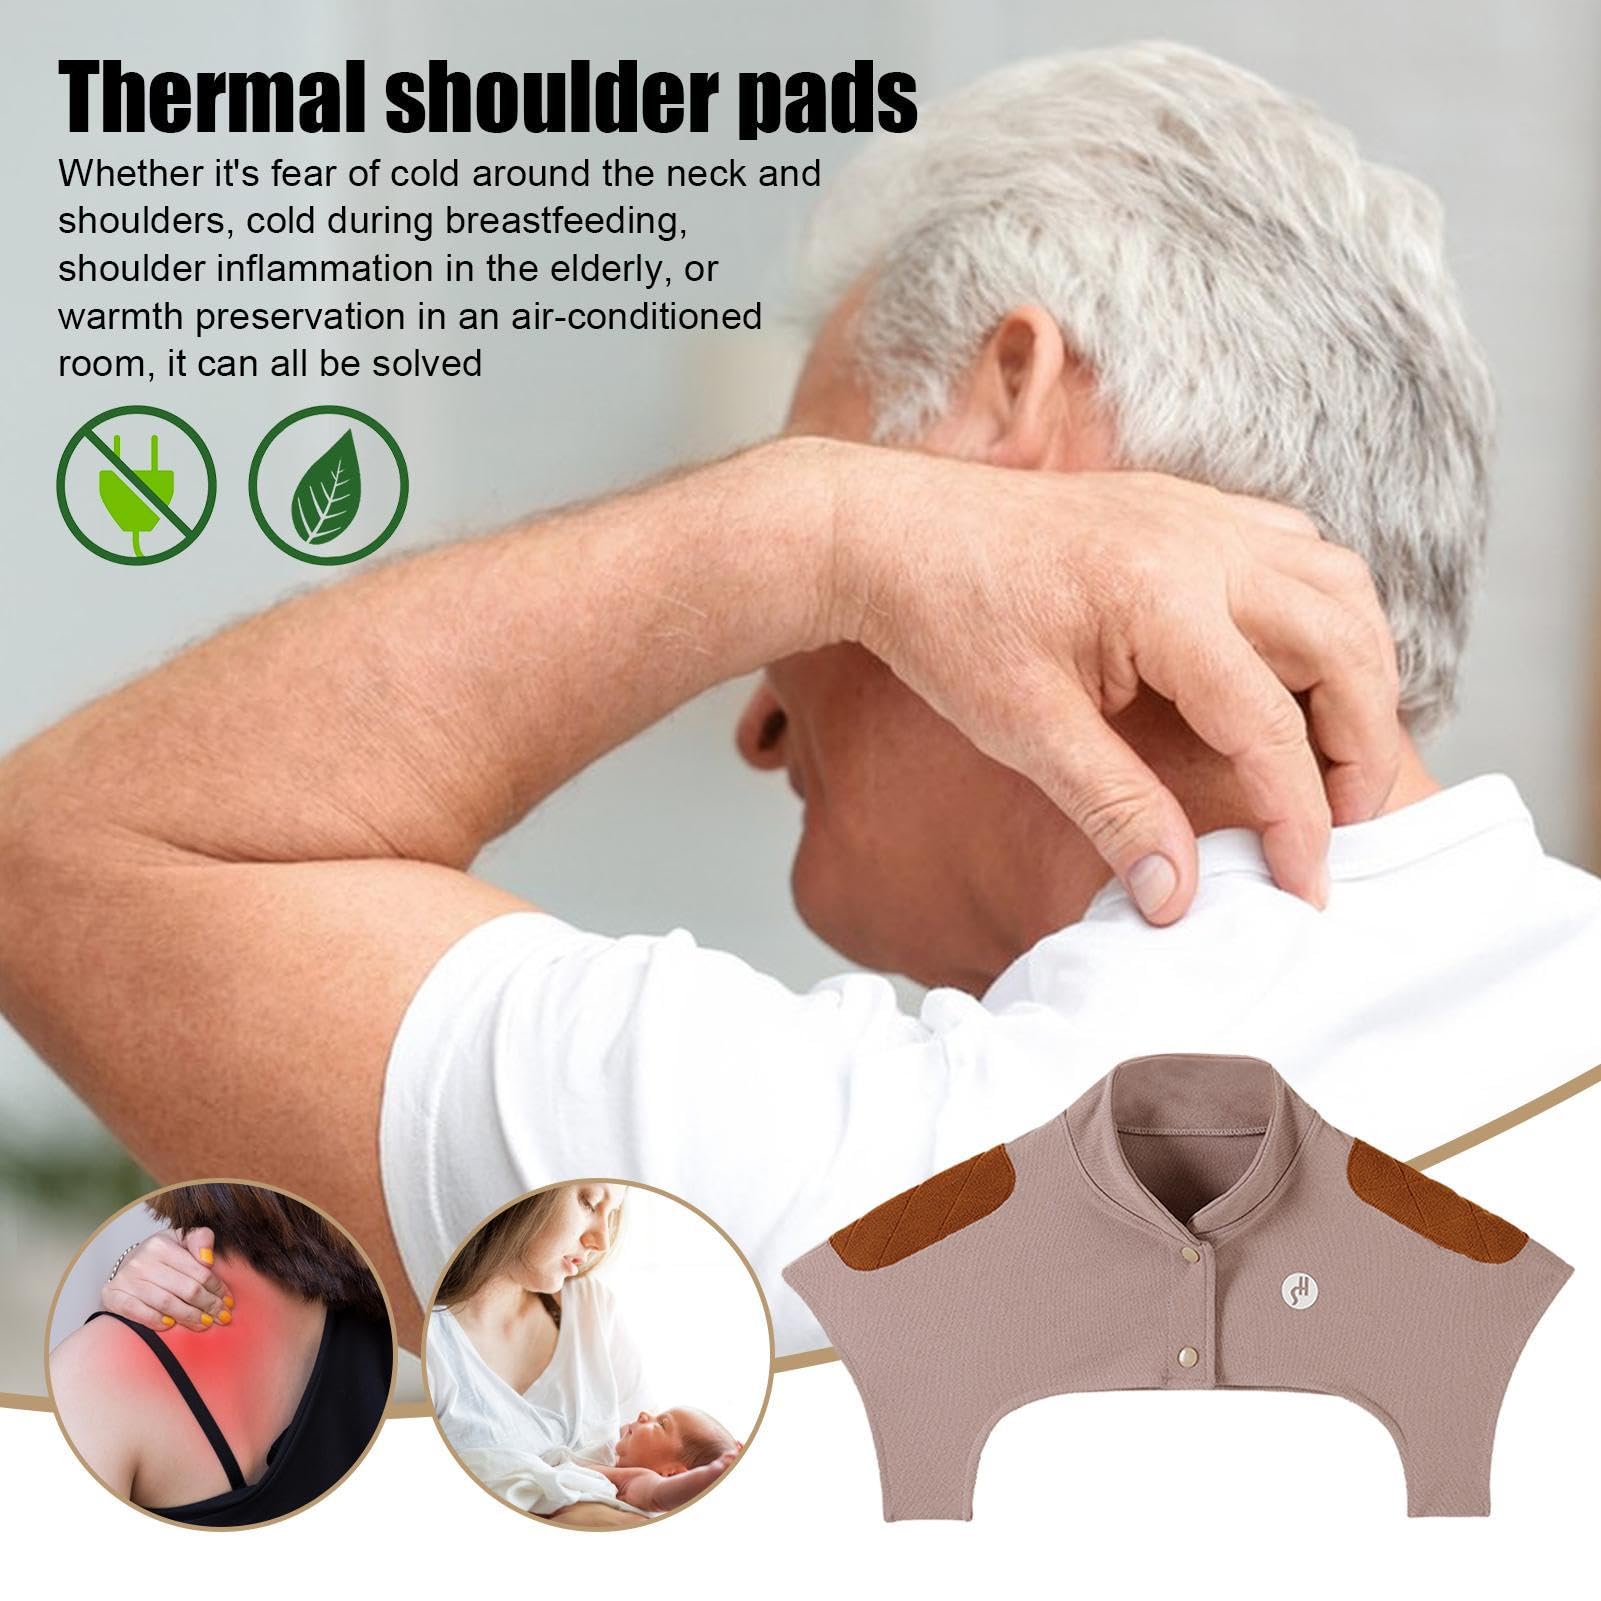 Thermal shoulder pads
Whether it's fear of cold around the neck and
shoulders, cold during breastfeeding,
shoulder inflammation in the elderly, or
warmth preservation in an air-conditioned
room, it can all be solved